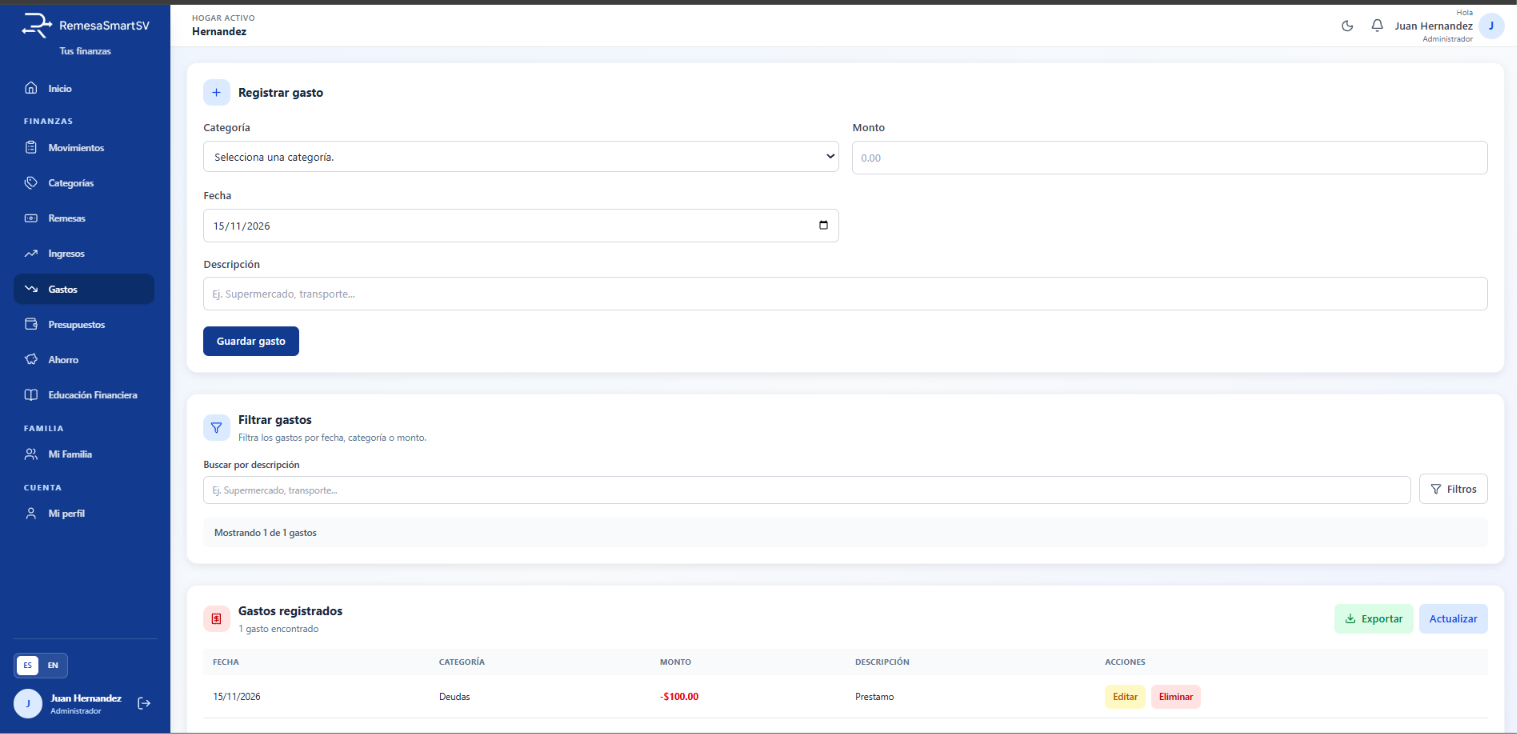 RemesaSmartSV
Tus finanzas
Inicio
FINANZAS
Movimientos
Categorías
Remesas
Ingresos
Gastos
Presupuestos
Ahorro
Educación Financiera
FAMILIA
Mi Familia
CUENTA
Mi perfil
ES EN
J
Juan Hernandez
Administrador
HOGAR ACTIVO
Hernandez
Hola
Juan Hernandez
Administrador
J
Registrar gasto
Categoría
Selecciona una categoría.
Monto
0.00
Fecha
15/11/2026
Descripción
Ej. Supermercado, transporte...
Guardar gasto
Filtrar gastos
Filtra los gastos por fecha, categoría o monto.
Buscar por descripción
Ej. Supermercado, transporte...
Filtros
Mostrando 1 de 1 gastos
Gastos registrados
1 gasto encontrado
Exportar
Actualizar
FECHA CATEGORÍA MONTO DESCRIPCIÓN ACCIONES
15/11/2026 Deudas -$100.00 Prestamo Editar Eliminar